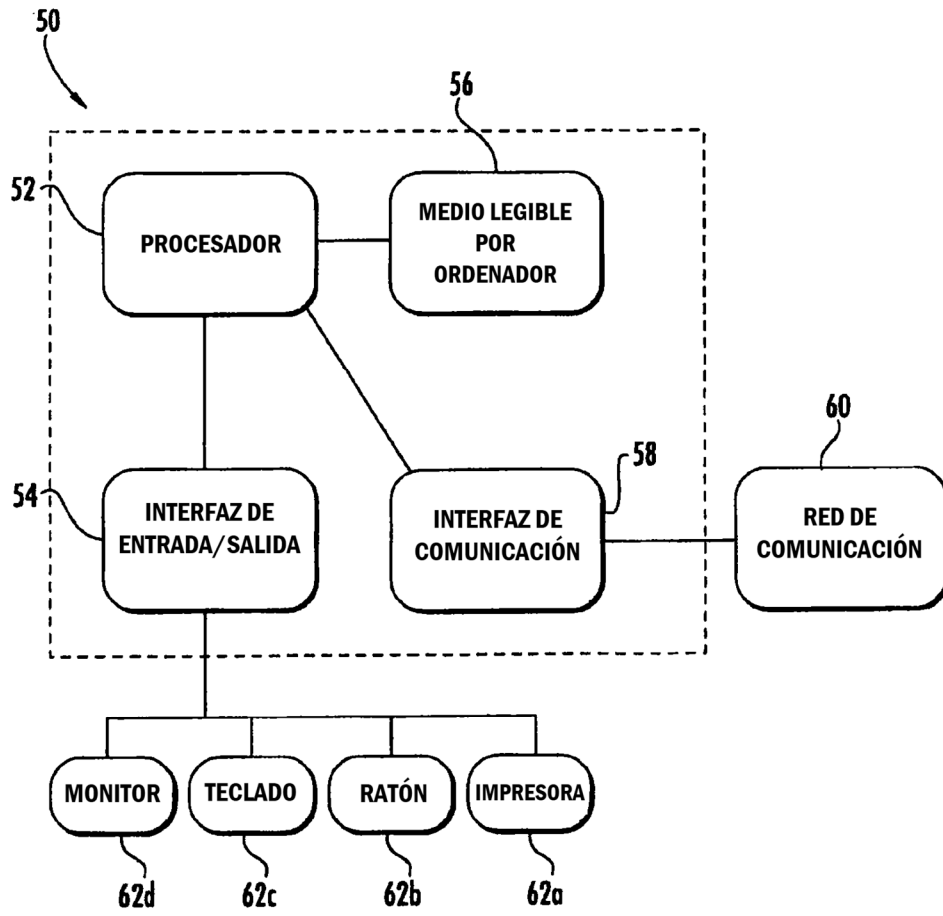 50
56
52
PROCESADOR
MEDIO LEGIBLE
POR
ORDENADOR
60
58
54
INTERFAZ DE
ENTRADA/SALIDA
INTERFAZ DE
COMUNICACIÓN
RED DE
COMUNICACIÓN
MONITOR
TECLADO
RATÓN
IMPRESORA
62d
62c
62b
62a